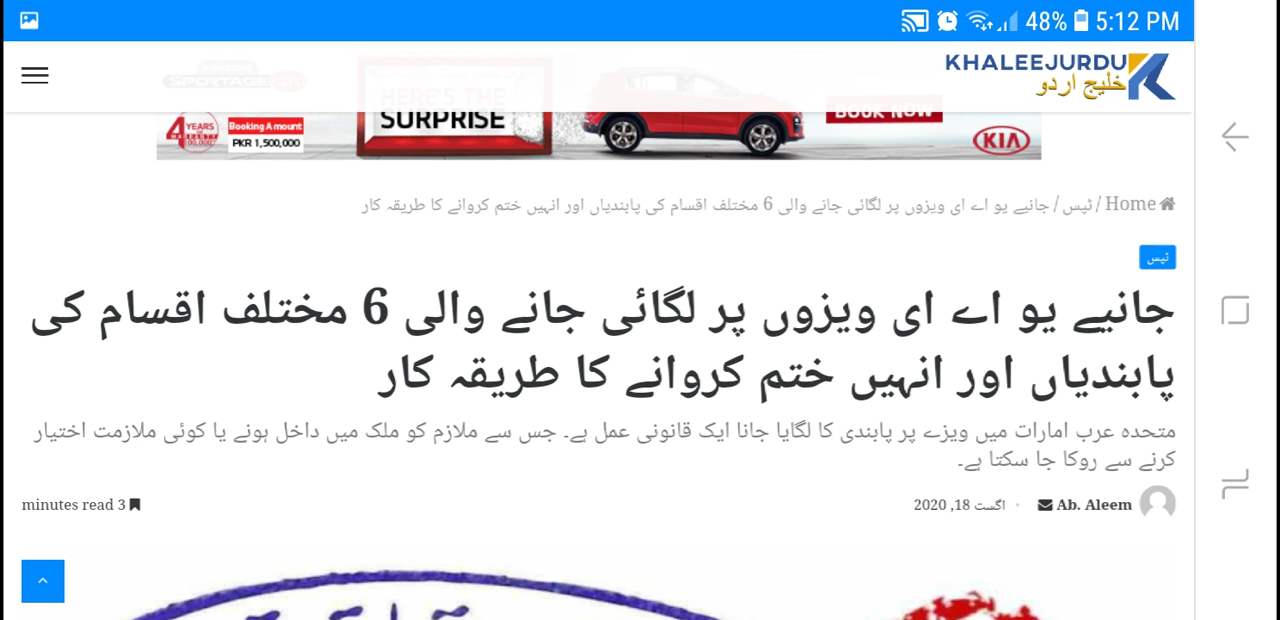 48% 5:12 PM
KHALEEJURDU
خلیج اردو
SPORTAGE
HERE'S THE
SURPRISE
BOOK NOW
4 YEARS
Booking Amount
PKR 1,500,000
KIA
Home / ٹپس / جانیے یو اے ای ویزوں پر لگائی جانے والی 6 مختلف اقسام کی پابندیاں اور انہیں ختم کروانے کا طریقہ کار
ٹپس
جانیے یو اے ای ویزوں پر لگائی جانے والی 6 مختلف اقسام کی
پابندیاں اور انہیں ختم کروانے کا طریقہ کار
متحدہ عرب امارات میں ویزے پر پابندی کا لگایا جانا ایک قانونی عمل ہے۔ جس سے ملازم کو ملک میں داخل ہونے یا کوئی ملازمت اختیار
کرنے سے روکا جا سکتا ہے۔
Ab. Aleem • اگست 18, 2020
minutes read 3